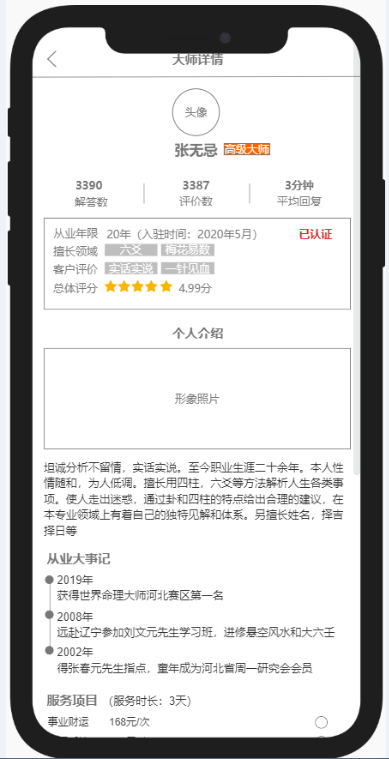 大师详情
头像
张无忌 高级大师
3390 3387 3分钟
解答数 评价数 平均回复
从业年限 20年（入驻时间：2020年5月） 已认证
擅长领域 六爻 梅花易数
客户评价 实话实说 一针见血
总体评分 4.99分
个人介绍
形象照片
坦诚分析不留情，实话实说。至今职业生涯二十余年。本人性
情随和，为人低调。擅长用四柱，六爻等方法解析人生各类事
项。使人走出迷惑，通过卦和四柱的特点给出合理的建议，在
本专业领域上有着自己的独特见解和体系。另擅长姓名，择吉
择日等
从业大事记
2019年
获得世界命理大师河北赛区第一名
2008年
远赴辽宁参加刘文元先生学习班，进修悬空风水和大六壬
2002年
得张春元先生指点，童年成为河北省周一研究会会员
服务项目 （服务时长：3天）
事业财运 168元/次